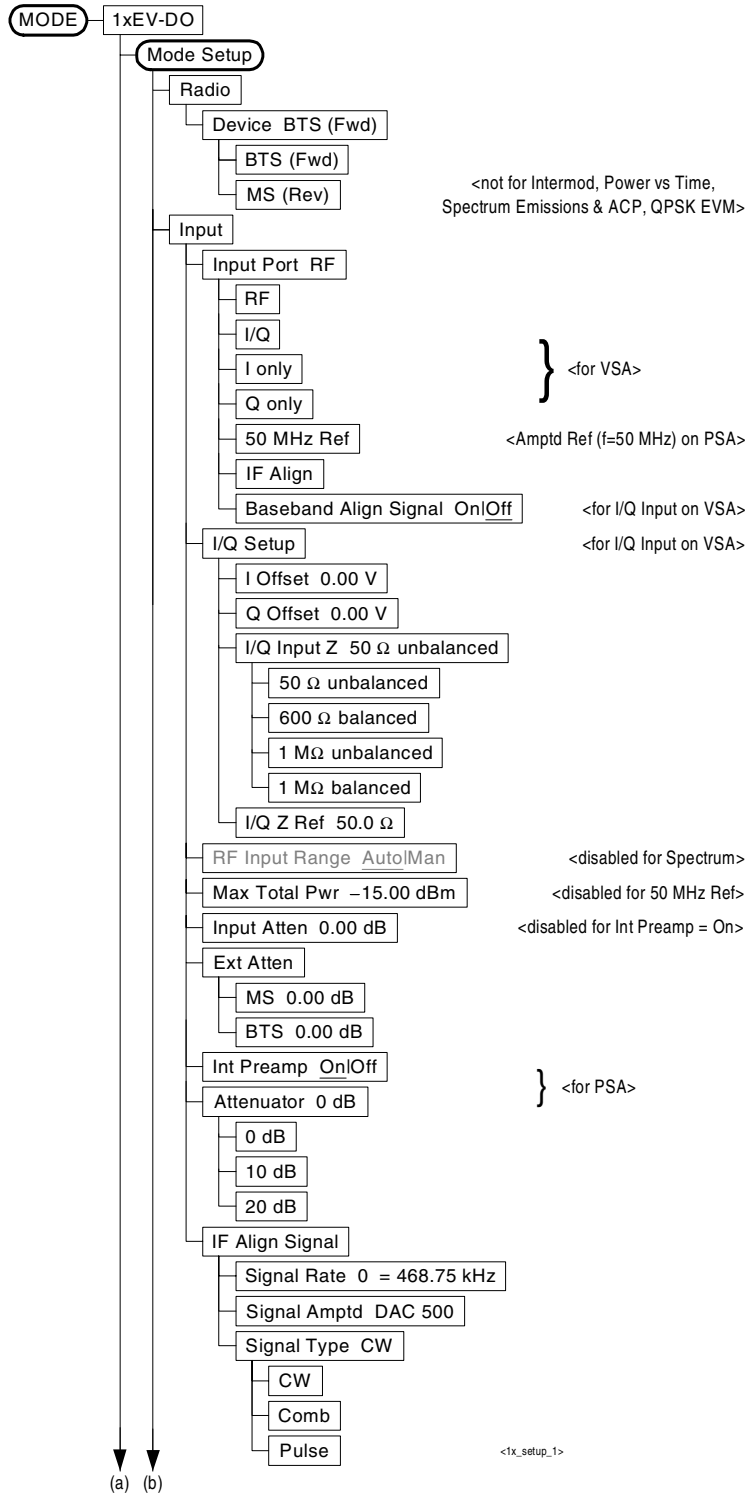 MODE 1xEV-DO
Mode Setup
Radio
Device BTS (Fwd)
BTS (Fwd)
MS (Rev)
<not for Intermod, Power vs Time,
Spectrum Emissions & ACP, QPSK EVM>
Input
Input Port RF
RF
I/Q
I only
} <for VSA>
Q only
50 MHz Ref <Amptd Ref (f=50 MHz) on PSA>
IF Align
Baseband Align Signal On|Off <for I/Q Input on VSA>
I/Q Setup <for I/Q Input on VSA>
I Offset 0.00 V
Q Offset 0.00 V
I/Q Input Z 50 Ω unbalanced
50 Ω unbalanced
600 Ω balanced
1 MΩ unbalanced
1 MΩ balanced
I/Q Z Ref 50.0 Ω
RF Input Range Auto|Man <disabled for Spectrum>
Max Total Pwr –15.00 dBm <disabled for 50 MHz Ref>
Input Atten 0.00 dB <disabled for Int Preamp = On>
Ext Atten
MS 0.00 dB
BTS 0.00 dB
Int Preamp On|Off
} <for PSA>
Attenuator 0 dB
0 dB
10 dB
20 dB
IF Align Signal
Signal Rate 0 = 468.75 kHz
Signal Amptd DAC 500
Signal Type CW
CW
Comb
Pulse <1x_setup_1>
(a) (b)